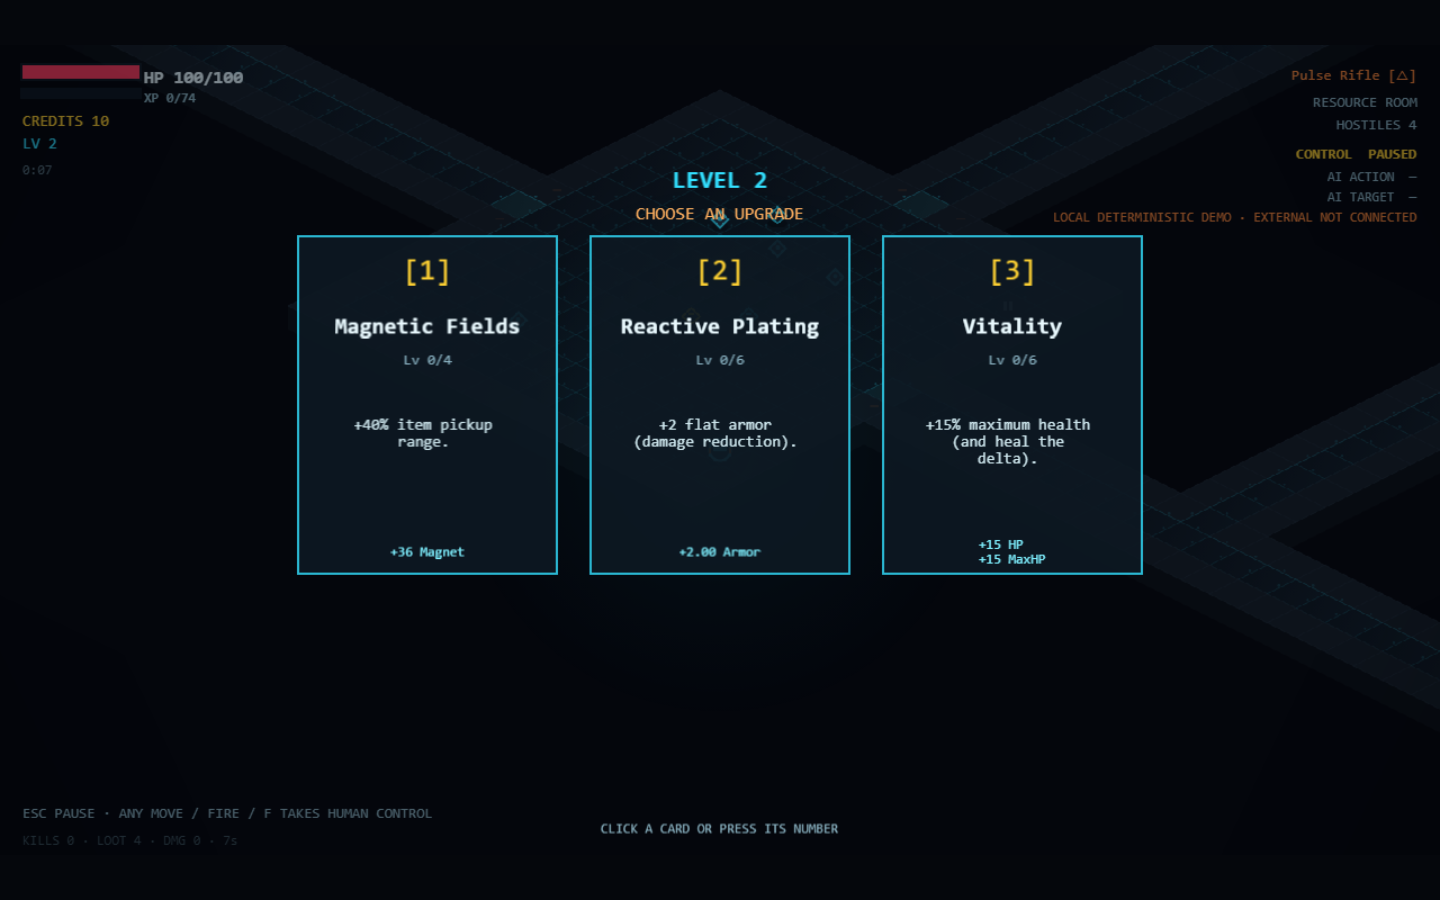 HP 100/100
XP 0/74
CREDITS 10
LV 2
0:07
Pulse Rifle [△]
RESOURCE ROOM
HOSTILES 4
CONTROL PAUSED
AI ACTION —
AI TARGET —
LOCAL DETERMINISTIC DEMO · EXTERNAL NOT CONNECTED
LEVEL 2
CHOOSE AN UPGRADE
[1]
Magnetic Fields
Lv 0/4
+40% item pickup
range.
+36 Magnet
[2]
Reactive Plating
Lv 0/6
+2 flat armor
(damage reduction).
+2.00 Armor
[3]
Vitality
Lv 0/6
+15% maximum health
(and heal the
delta).
+15 HP
+15 MaxHP
ESC PAUSE · ANY MOVE / FIRE / F TAKES HUMAN CONTROL
KILLS 0 · LOOT 4 · DMG 0 · 7s
CLICK A CARD OR PRESS ITS NUMBER